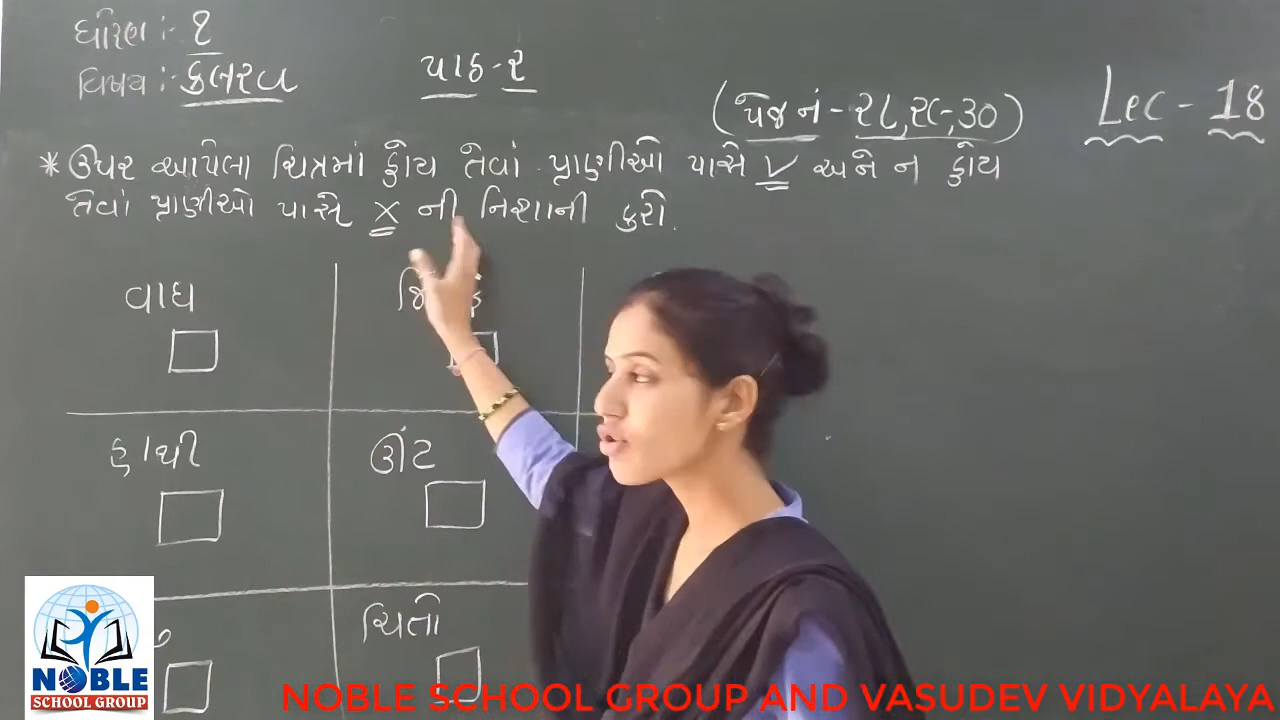 ધોરણ :- ૧
વિષય :- કલરવ
પાઠ-૨
(પેજ નં - ૨૮,૨૯,૩૦)
Lec - 18
* ઉપર આપેલા ચિત્રમાં હોય તેવાં પ્રાણીઓ પાસે ✓ અને ન હોય
તેવાં પ્રાણીઓ પાસે X ની નિશાની કરો.
વાઘ
હાથી
ઊંટ
ચિતો
NOBLE
SCHOOL GROUP
NOBLE SCHOOL GROUP AND VASUDEV VIDYALAYA